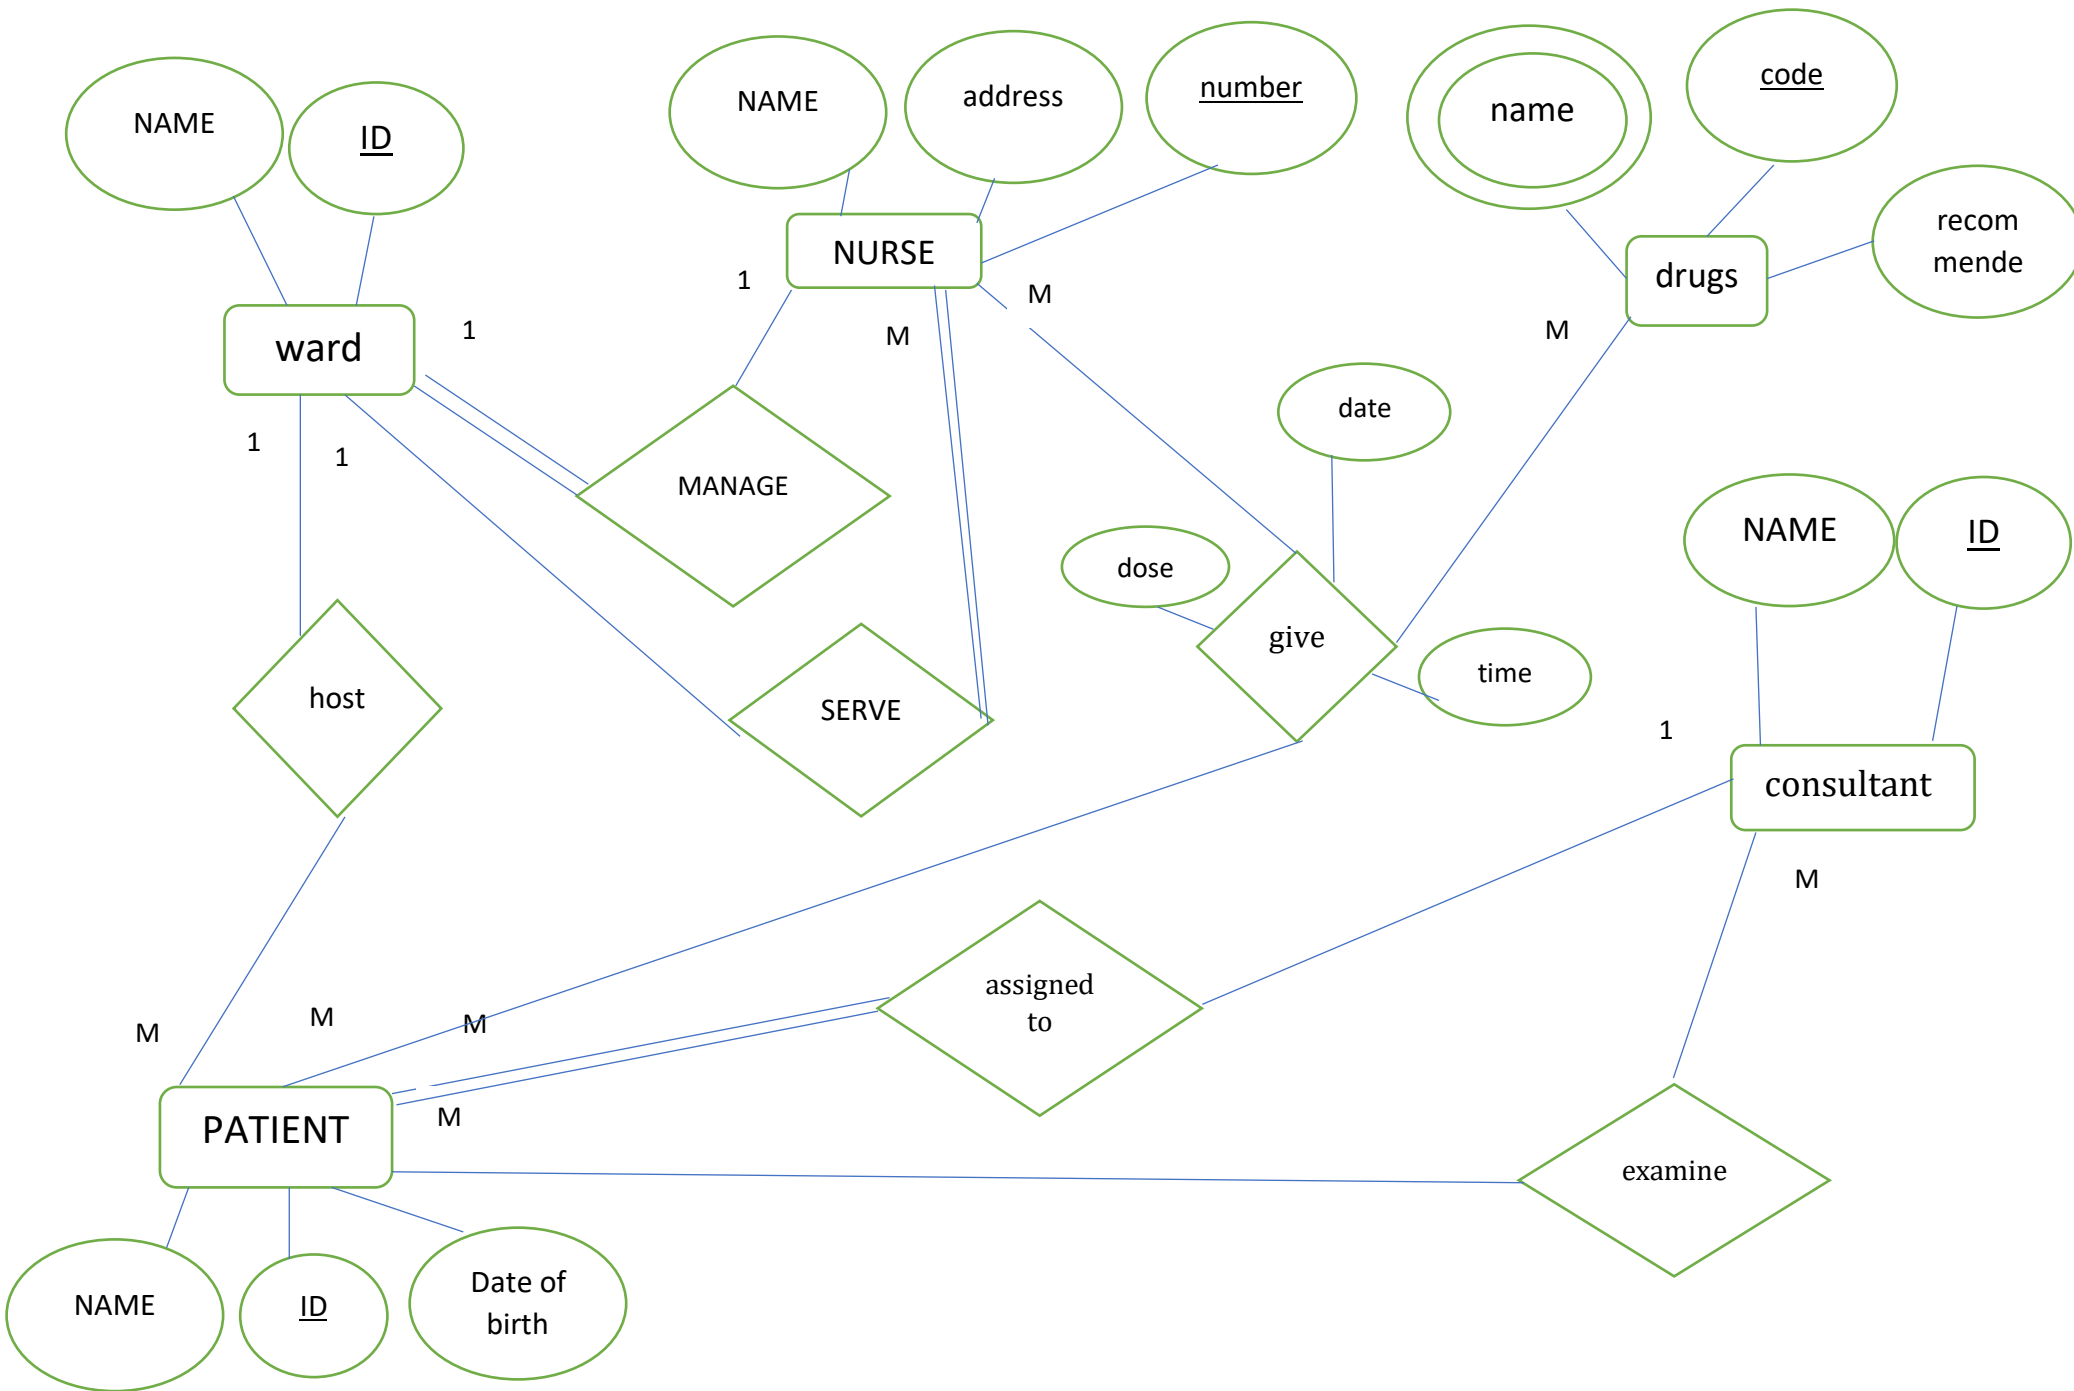 NAME
ID
NAME
address
number
name
code
recom
mende
NURSE
drugs
ward
1
1
M
M
M
1
1
MANAGE
date
dose
give
time
NAME
ID
host
SERVE
1
consultant
M
assigned
to
M
M
M
PATIENT
M
examine
NAME
ID
Date of
birth